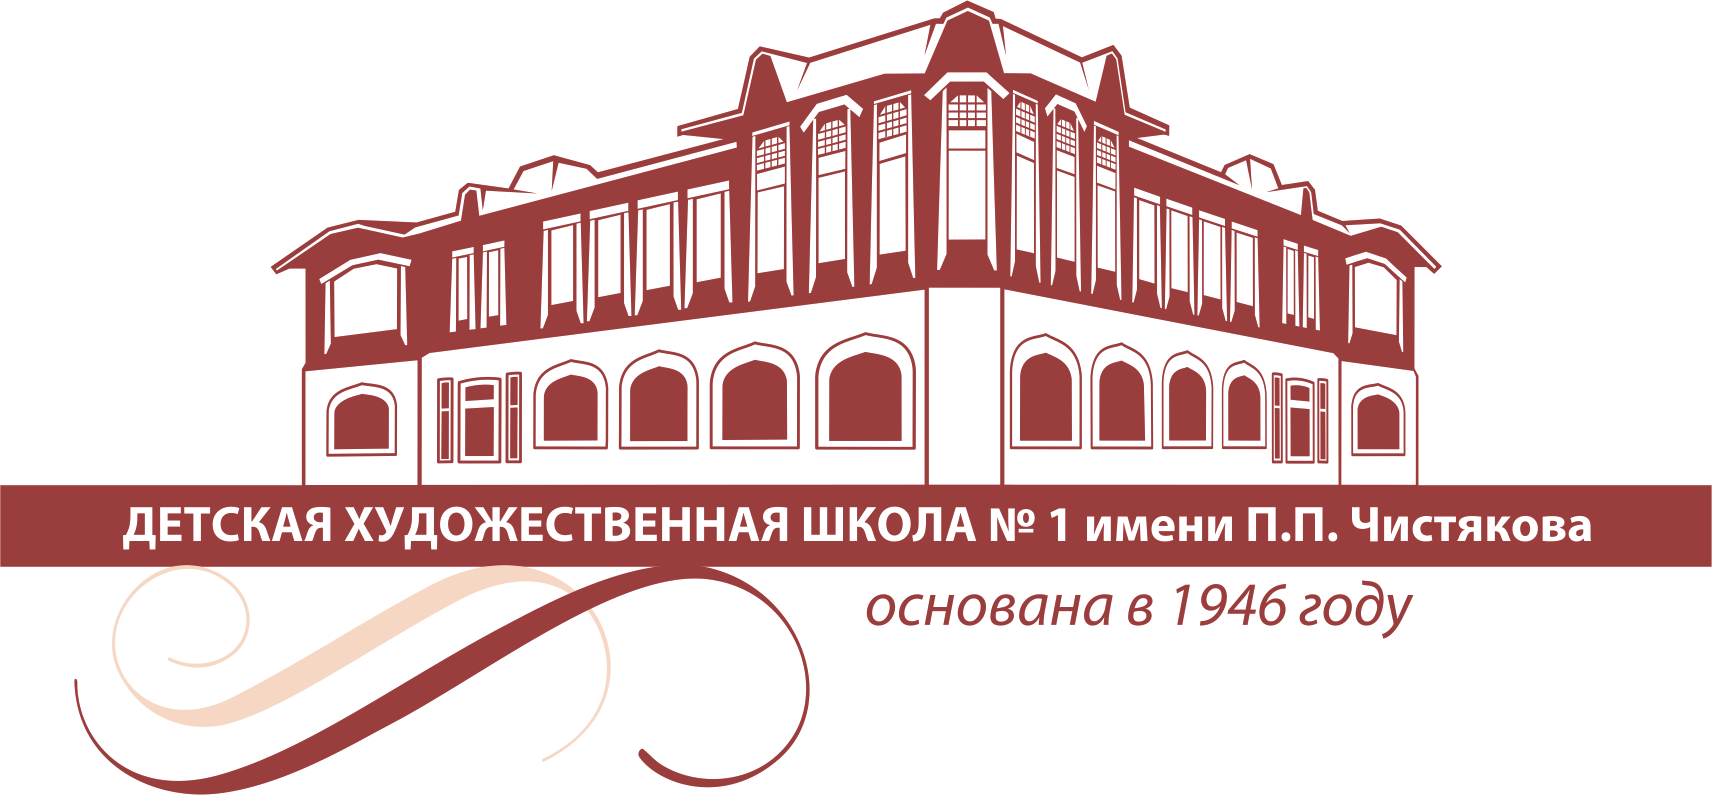 ДЕТСКАЯ ХУДОЖЕСТВЕННАЯ ШКОЛА № 1 имени П.П. Чистякова
основана в 1946 году